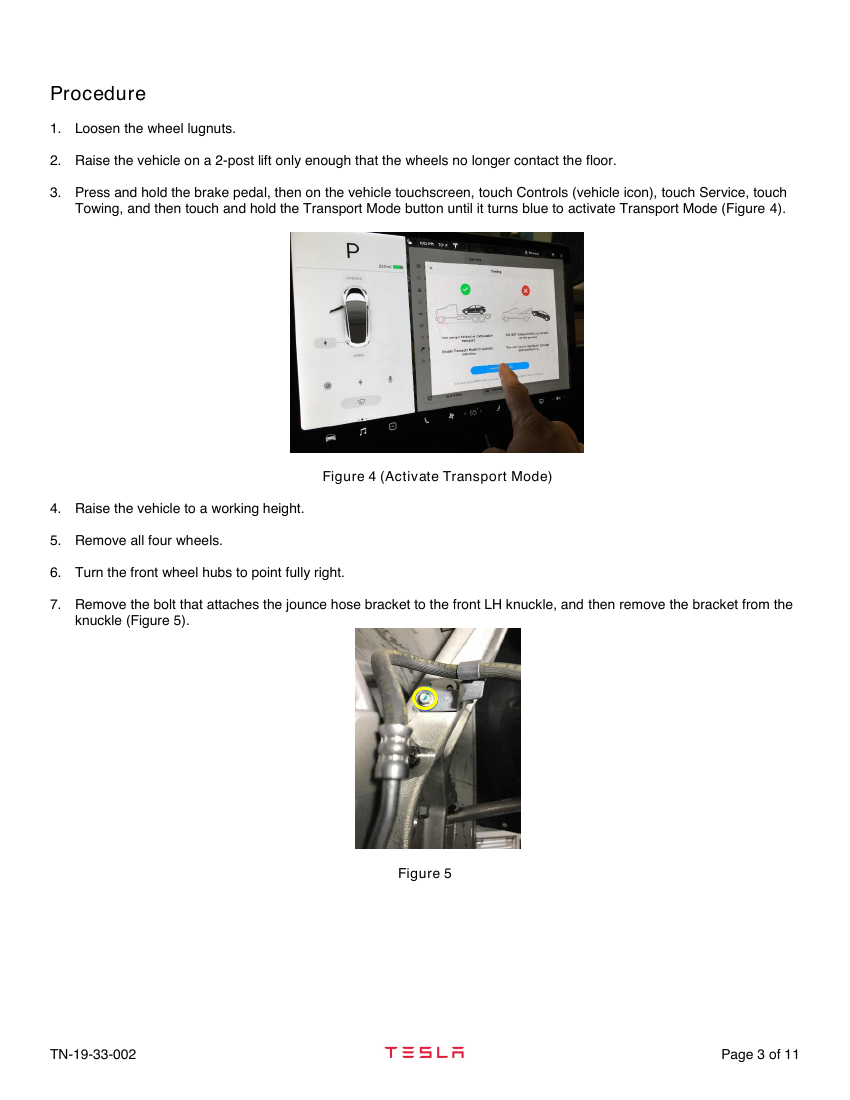 Procedure
1. Loosen the wheel lugnuts.
2. Raise the vehicle on a 2-post lift only enough that the wheels no longer contact the floor.
3. Press and hold the brake pedal, then on the vehicle touchscreen, touch Controls (vehicle icon), touch Service, touch
Towing, and then touch and hold the Transport Mode button until it turns blue to activate Transport Mode (Figure 4).
P
Figure 4 (Activate Transport Mode)
4. Raise the vehicle to a working height.
5. Remove all four wheels.
6. Turn the front wheel hubs to point fully right.
7. Remove the bolt that attaches the jounce hose bracket to the front LH knuckle, and then remove the bracket from the
knuckle (Figure 5).
Figure 5
TN-19-33-002
TESLA
Page 3 of 11